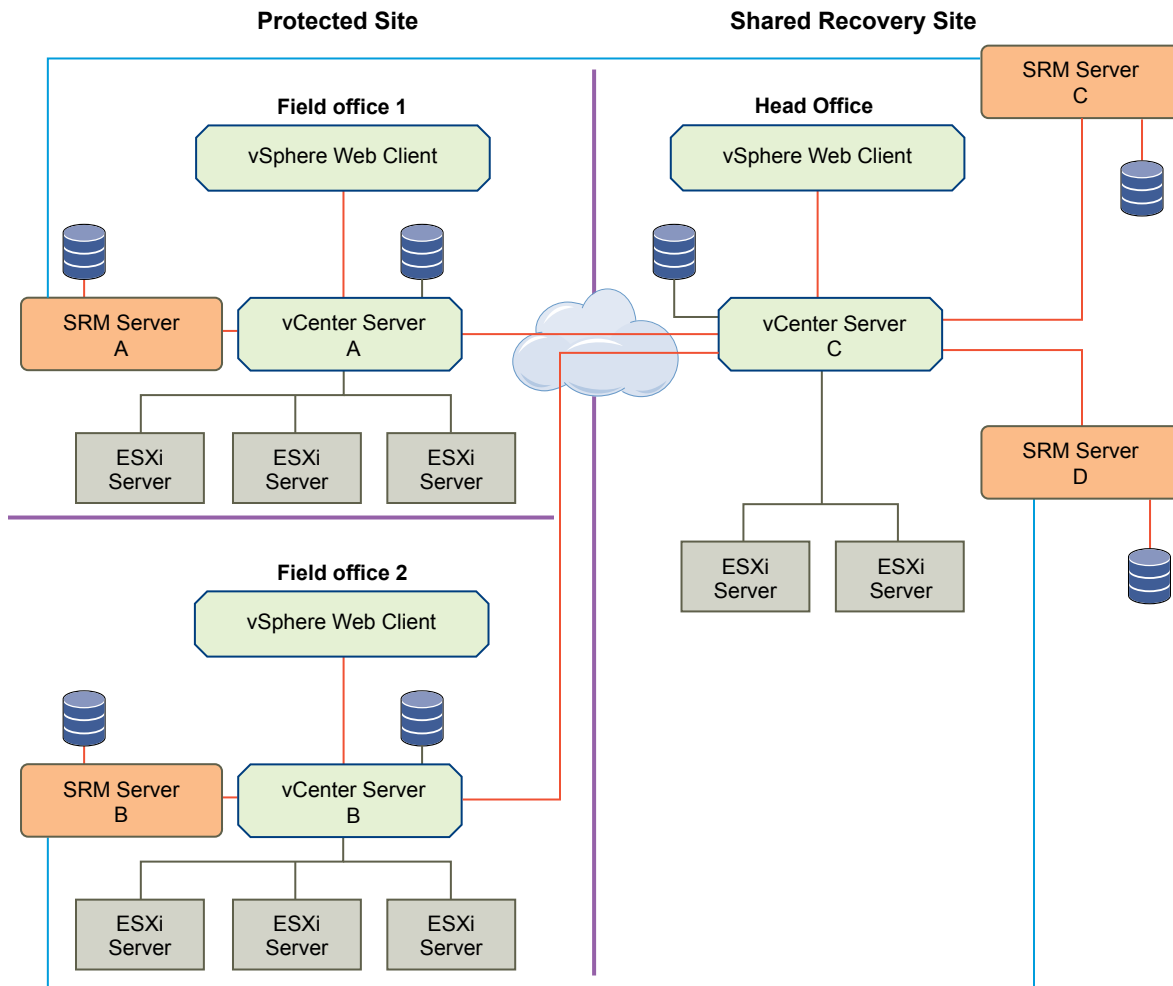 Protected Site
Shared Recovery Site
SRM Server
C
Field office 1
Head Office
vSphere Web Client
vSphere Web Client
SRM Server
A
vCenter Server
A
vCenter Server
C
ESXi
Server
ESXi
Server
ESXi
Server
SRM Server
D
ESXi
Server
ESXi
Server
Field office 2
vSphere Web Client
SRM Server
B
vCenter Server
B
ESXi
Server
ESXi
Server
ESXi
Server